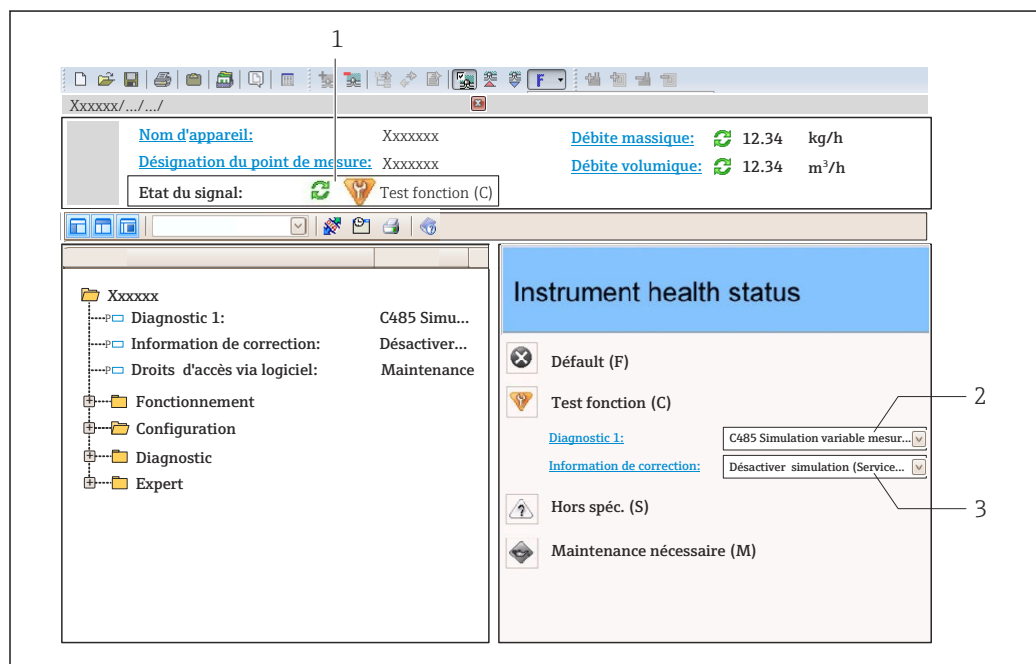 1
F
Xxxxxx/.../.../
Nom d'appareil: Xxxxxxx Débite massique: 12.34 kg/h
Désignation du point de mesure: Xxxxxxx Débite volumique: 12.34 m³/h
Etat du signal: Test fonction (C)
Xxxxxx
P Diagnostic 1: C485 Simu...
P Information de correction: Désactiver...
P Droits d'accès via logiciel: Maintenance
Fonctionnement
Configuration
Diagnostic
Expert
Instrument health status
Défault (F)
Test fonction (C)
2
Diagnostic 1: C485 Simulation variable mesur...
Information de correction: Désactiver simulation (Service...
3
Hors spéc. (S)
Maintenance nécessaire (M)